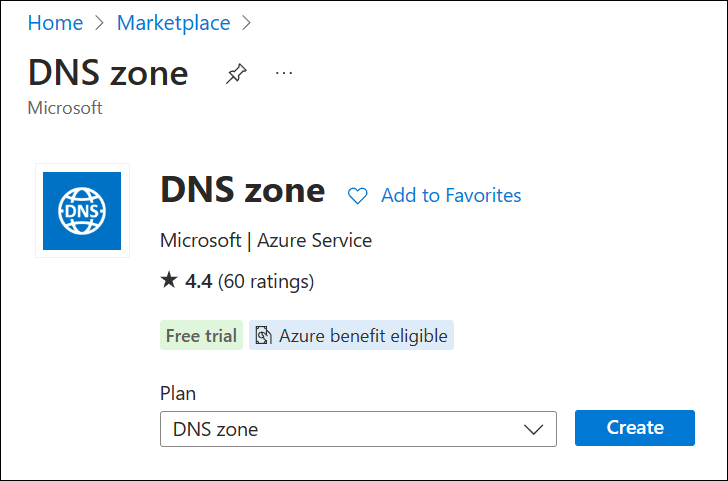 Home > Marketplace >
DNS zone
Microsoft
DNS
DNS zone
Add to Favorites
Microsoft | Azure Service
★ 4.4 (60 ratings)
Free trial
Azure benefit eligible
Plan
DNS zone
Create